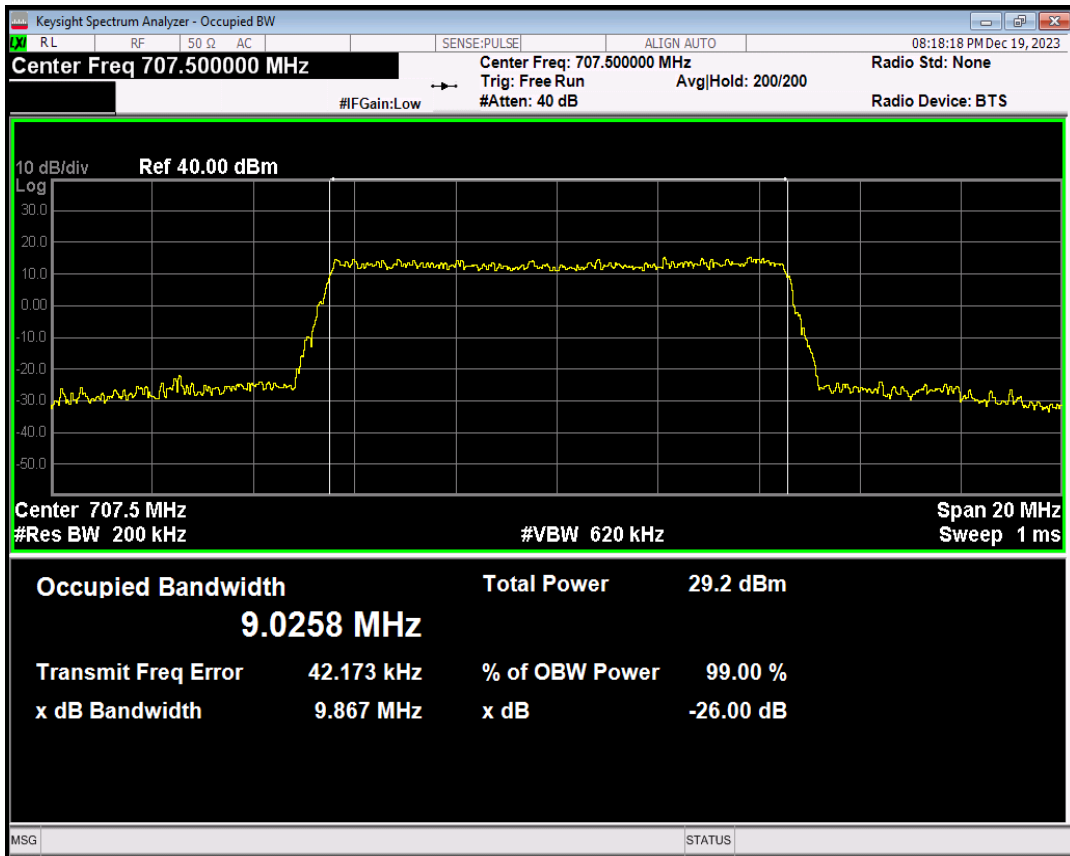 Keysight Spectrum Analyzer - Occupied BW
LXI RL RF 50 Ω AC SENSE:PULSE ALIGN AUTO 08:18:18 PM Dec 19, 2023
Center Freq 707.500000 MHz
Center Freq: 707.500000 MHz Radio Std: None
Trig: Free Run Avg|Hold: 200/200
#IFGain:Low #Atten: 40 dB Radio Device: BTS
10 dB/div Ref 40.00 dBm
Log
30.0
20.0
10.0
0.00
-10.0
-20.0
-30.0
-40.0
-50.0
Center 707.5 MHz Span 20 MHz
#Res BW 200 kHz #VBW 620 kHz Sweep 1 ms
Occupied Bandwidth Total Power 29.2 dBm
9.0258 MHz
Transmit Freq Error 42.173 kHz % of OBW Power 99.00 %
x dB Bandwidth 9.867 MHz x dB -26.00 dB
MSG STATUS